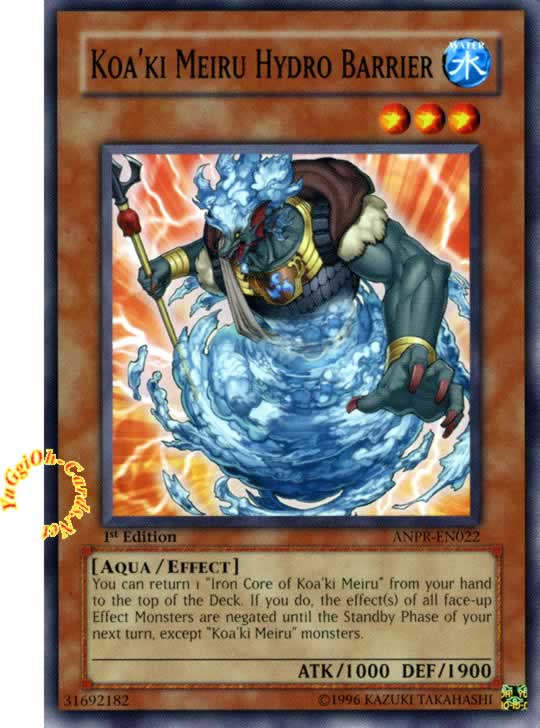 Koa'ki Meiru Hydro Barrier
WATER
水
YuGgiOh-Cards.Net
1st Edition
ANPR-EN022
[Aqua / Effect]
You can return 1 "Iron Core of Koa'ki Meiru" from your hand
to the top of the Deck. If you do, the effect(s) of all face-up
Effect Monsters are negated until the Standby Phase of your
next turn, except "Koa'ki Meiru" monsters.
ATK/1000 DEF/1900
31692182
©1996 KAZUKI TAKAHASHI